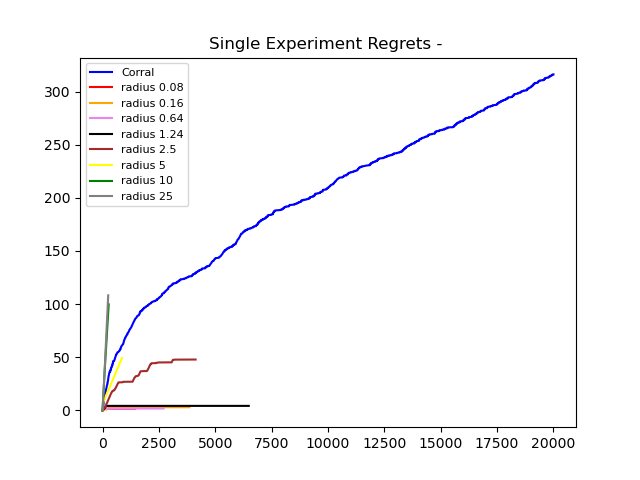 Single Experiment Regrets -
Corral
radius 0.08
radius 0.16
radius 0.64
radius 1.24
radius 2.5
radius 5
radius 10
radius 25
300
250
200
150
100
50
0
0 2500 5000 7500 10000 12500 15000 17500 20000